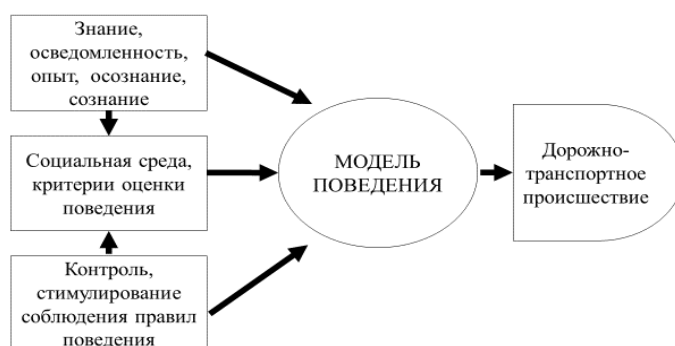 Знание,
осведомленность,
опыт, осознание,
сознание
Социальная среда,
критерии оценки
поведения
Контроль,
стимулирование
соблюдения правил
поведения
МОДЕЛЬ
ПОВЕДЕНИЯ
Дорожно-
транспортное
происшествие